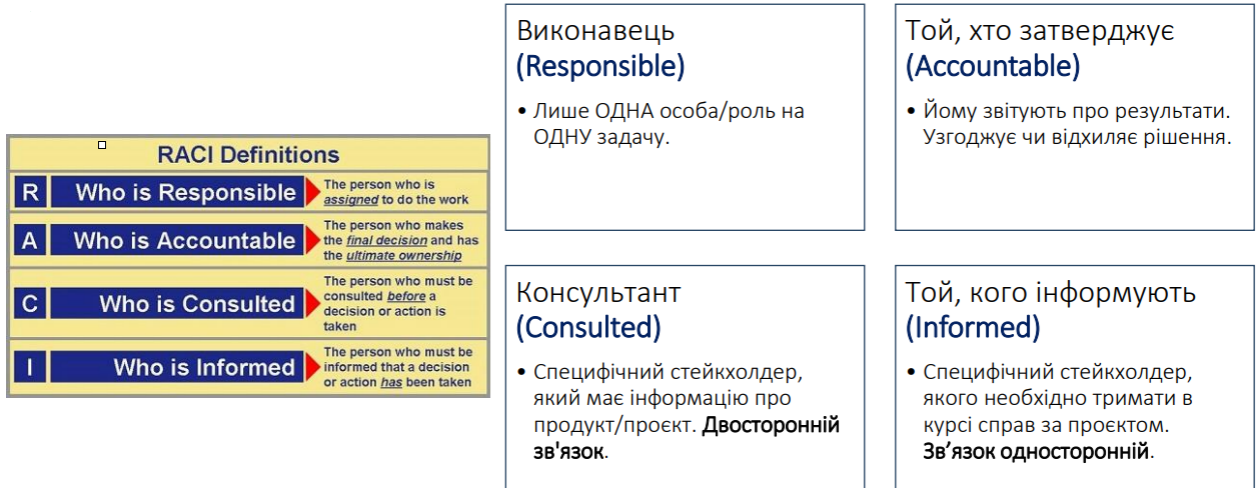 RACI Definitions
R Who is Responsible The person who is
assigned to do the work
A Who is Accountable The person who makes
the final decision and has
the ultimate ownership
C Who is Consulted The person who must be
consulted before a
decision or action is
taken
I Who is Informed The person who must be
informed that a decision
or action has been taken
Виконавець
(Responsible)
• Лише ОДНА особа/роль на
ОДНУ задачу.
Той, хто затверджує
(Accountable)
• Йому звітують про результати.
Узгоджує чи відхиляє рішення.
Консультант
(Consulted)
• Специфічний стейкхолдер,
який має інформацію про
продукт/проєкт. Двосторонній
зв'язок.
Той, кого інформують
(Informed)
• Специфічний стейкхолдер,
якого необхідно тримати в
курсі справ за проєктом.
Зв’язок односторонній.